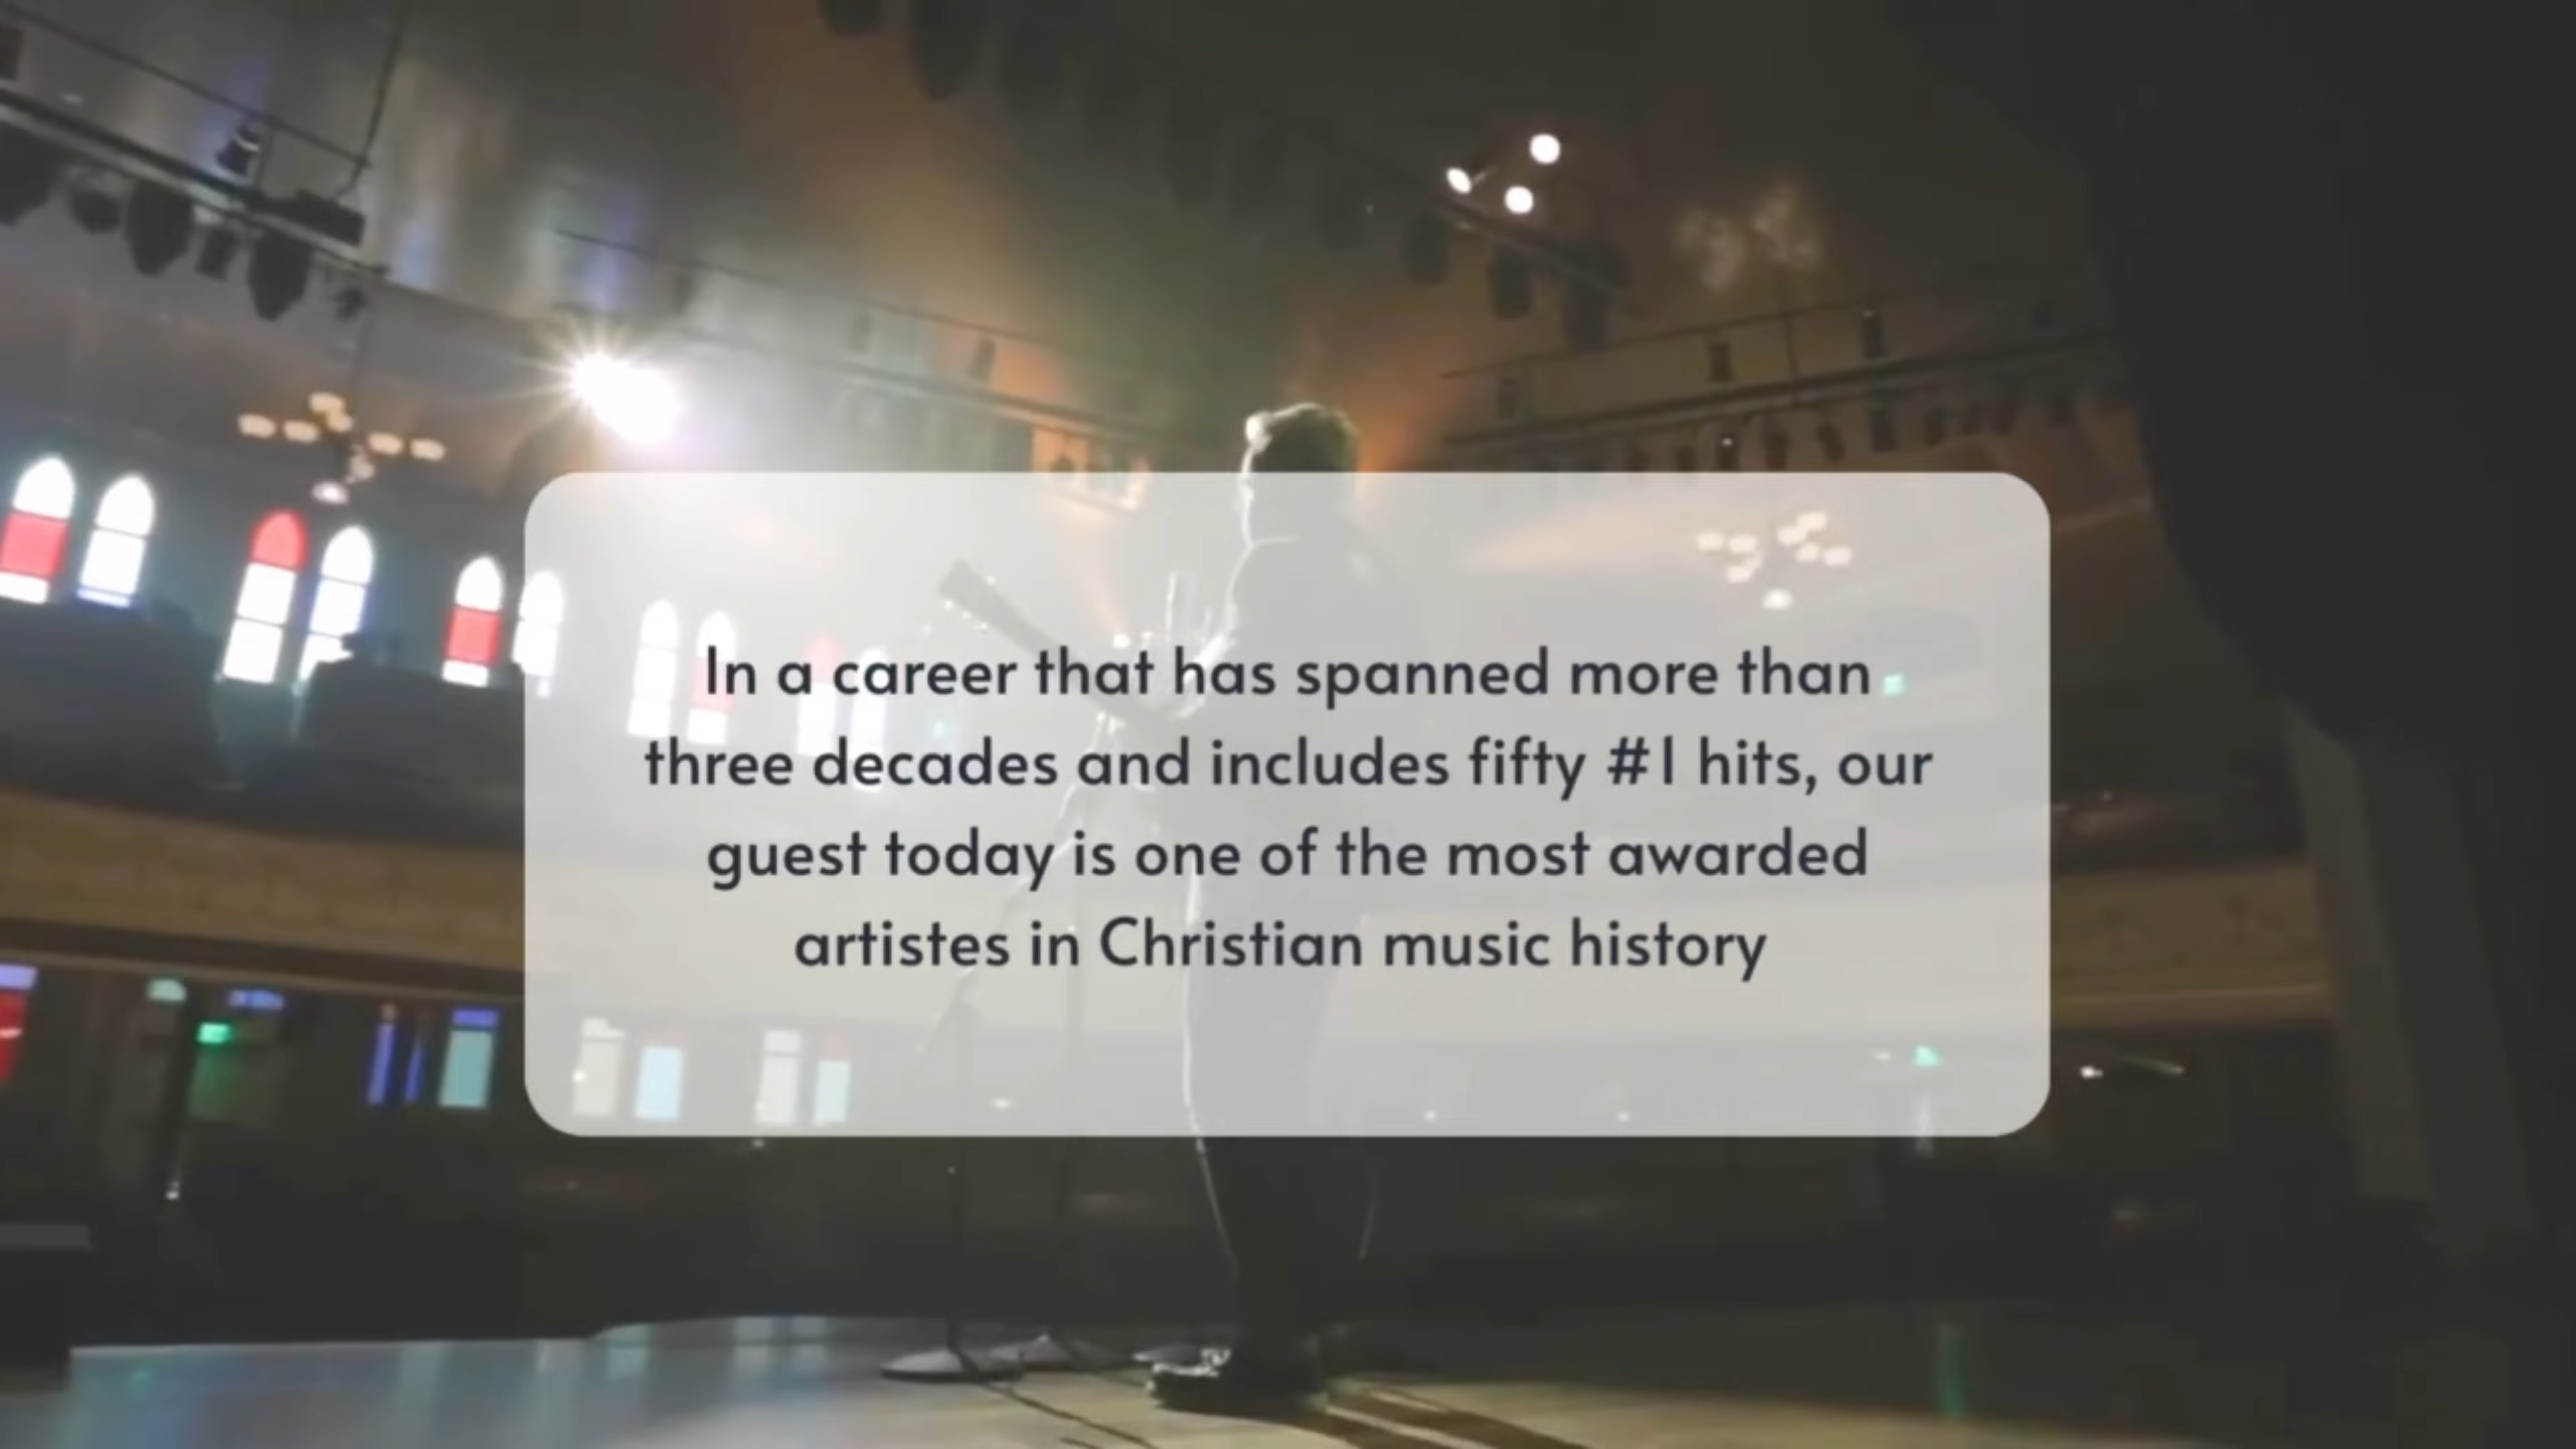 In a career that has spanned more than
three decades and includes fifty #1 hits, our
guest today is one of the most awarded
artistes in Christian music history